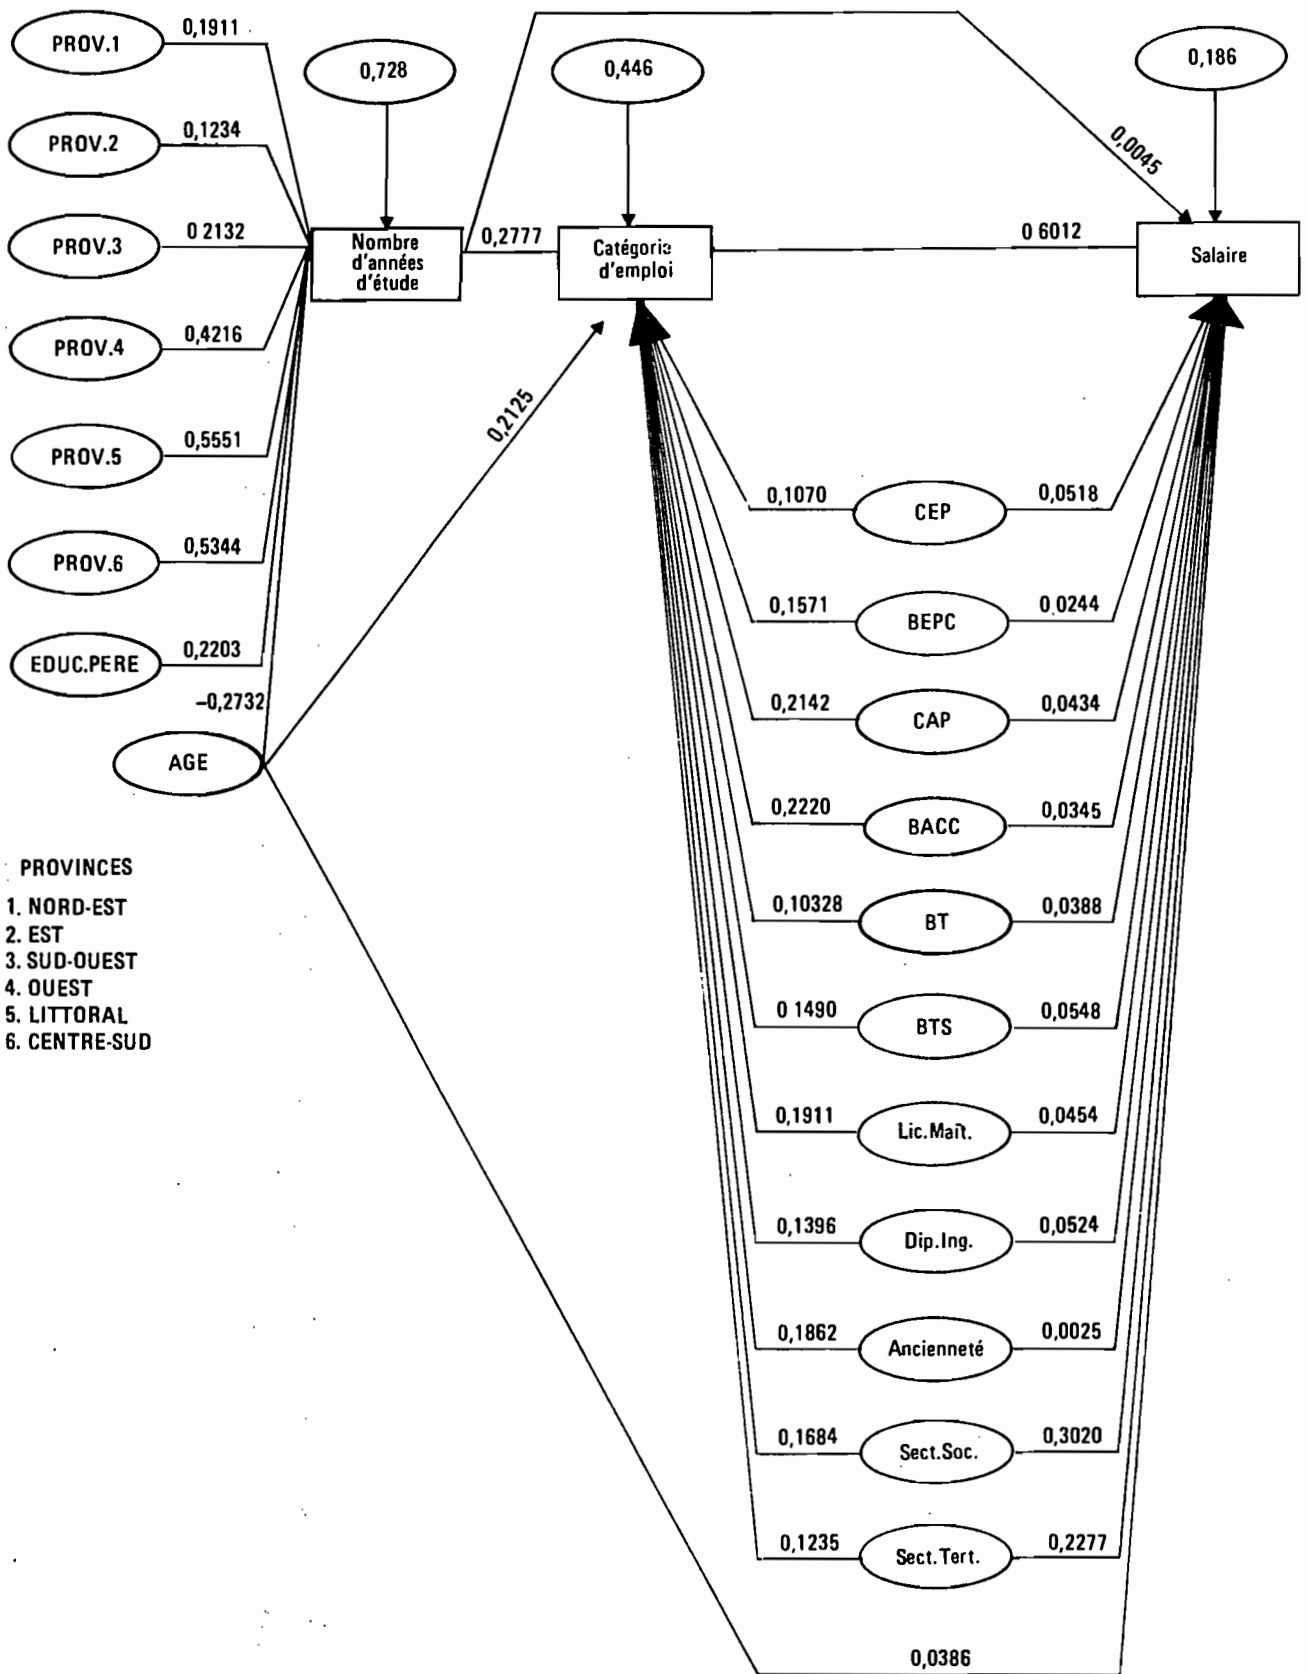 PROV.1
0,1911
0,728
0,446
0,186
PROV.2
0,1234
0,0045
PROV.3
0 2132
Nombre
d'années
d'étude
0,2777
Catégorie
d'emploi
0 6012
Salaire
PROV.4
0,4216
0,2125
PROV.5
0,5551
PROV.6
0,5344
EDUC.PERE
0,2203
-0,2732
AGE
0,1070
CEP
0,0518
0,1571
BEPC
0,0244
0,2142
CAP
0,0434
0,2220
BACC
0,0345
0,10328
BT
0,0388
0 1490
BTS
0,0548
0,1911
Lic.Maît.
0,0454
0,1396
Dip.Ing.
0,0524
0,1862
Ancienneté
0,0025
0,1684
Sect.Soc.
0,3020
0,1235
Sect.Tert.
0,2277
0,0386
PROVINCES
1. NORD-EST
2. EST
3. SUD-OUEST
4. OUEST
5. LITTORAL
6. CENTRE-SUD